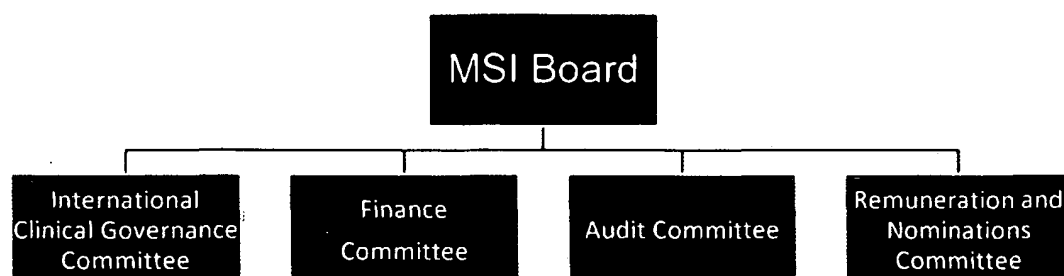 MSI Board
International
Clinical Governance
Committee
Finance
Committee
Audit Committee
Remuneration and
Nominations
Committee